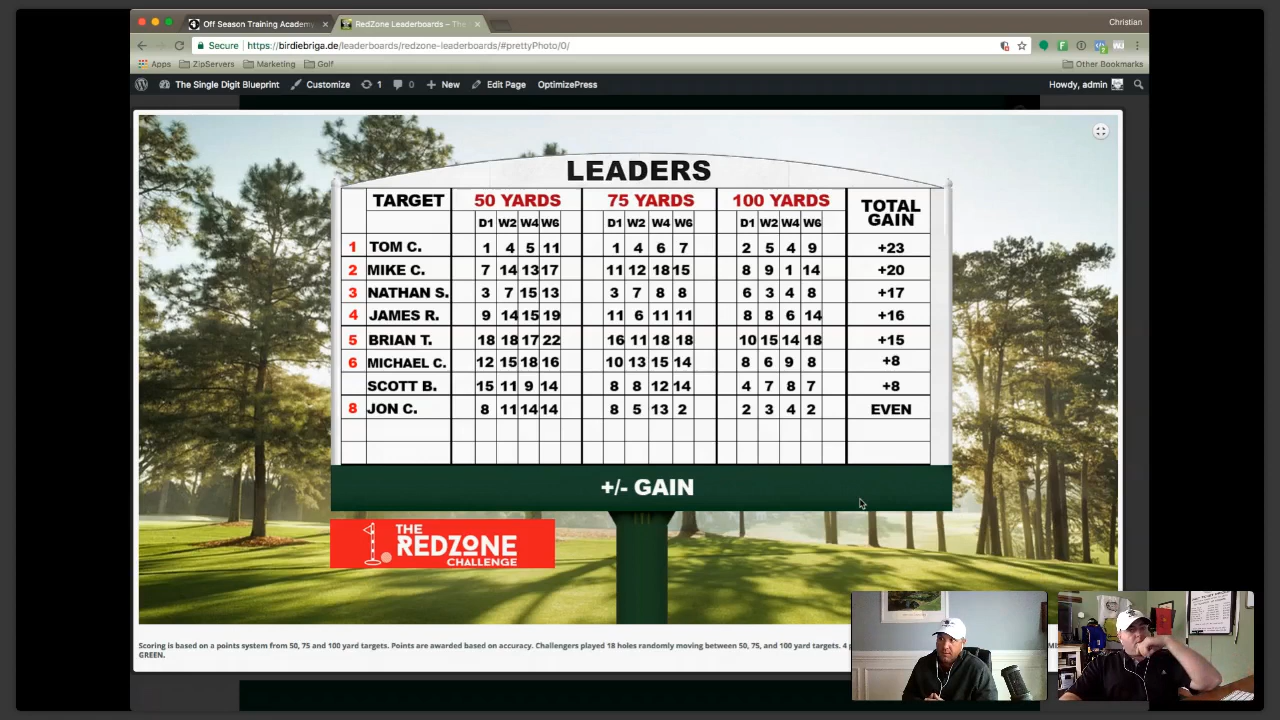 Christian
Off Season Training Academy
RedZone Leaderboards – The
Secure https://birdiebriga.de/leaderboards/redzone-leaderboards/#prettyPhoto/0/
Apps ZipServers Marketing Golf Other Bookmarks
The Single Digit Blueprint Customize 1 0 New Edit Page OptimizePress Howdy, admin
LEADERS
TARGET 50 YARDS 75 YARDS 100 YARDS TOTAL GAIN
D1 W2 W4 W6 D1 W2 W4 W6 D1 W2 W4 W6
1 TOM C. 1 4 5 11 1 4 6 7 2 5 4 9 +23
2 MIKE C. 7 14 13 17 11 12 18 15 8 9 1 14 +20
3 NATHAN S. 3 7 15 13 3 7 8 8 6 3 4 8 +17
4 JAMES R. 9 14 15 19 11 6 11 11 8 8 6 14 +16
5 BRIAN T. 18 18 17 22 16 11 18 18 10 15 14 18 +15
6 MICHAEL C. 12 15 18 16 10 13 15 14 8 6 9 8 +8
SCOTT B. 15 11 9 14 8 8 12 14 4 7 8 7 +8
8 JON C. 8 11 14 14 8 5 13 2 2 3 4 2 EVEN
+/- GAIN
THE
REDZONE
CHALLENGE
Scoring is based on a points system from 50, 75 and 100 yard targets. Points are awarded based on accuracy. Challengers played 18 holes randomly moving between 50, 75, and 100 yard targets. 4
GREEN.